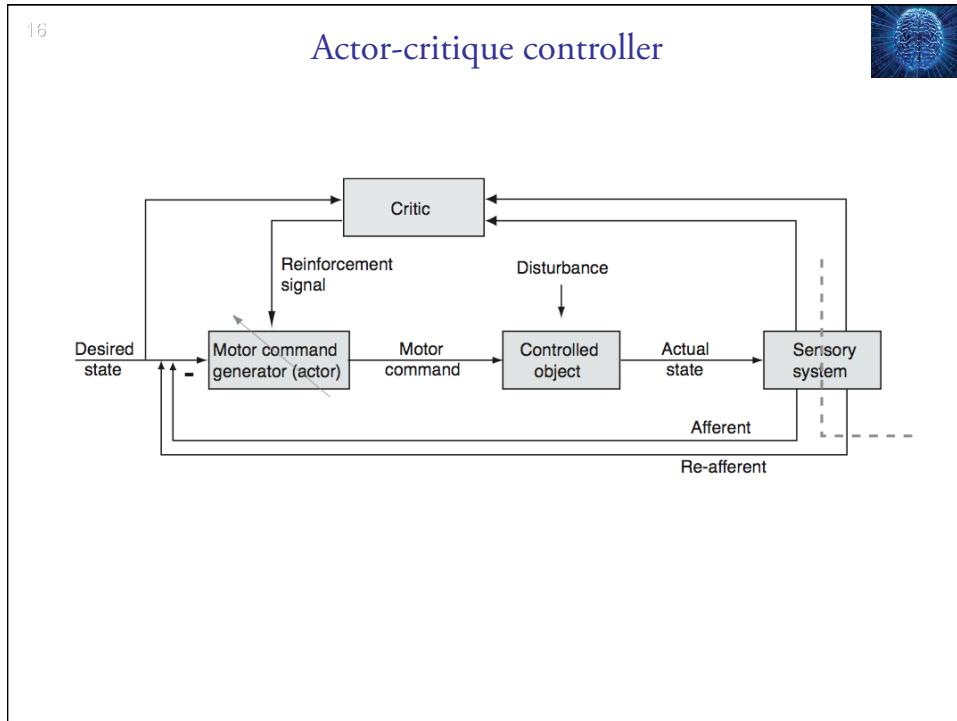 16
Actor-critique controller
Critic
Reinforcement
signal
Disturbance
Desired
state
-
Motor command
generator (actor)
Motor
command
Controlled
object
Actual
state
Sensory
system
Afferent
Re-afferent